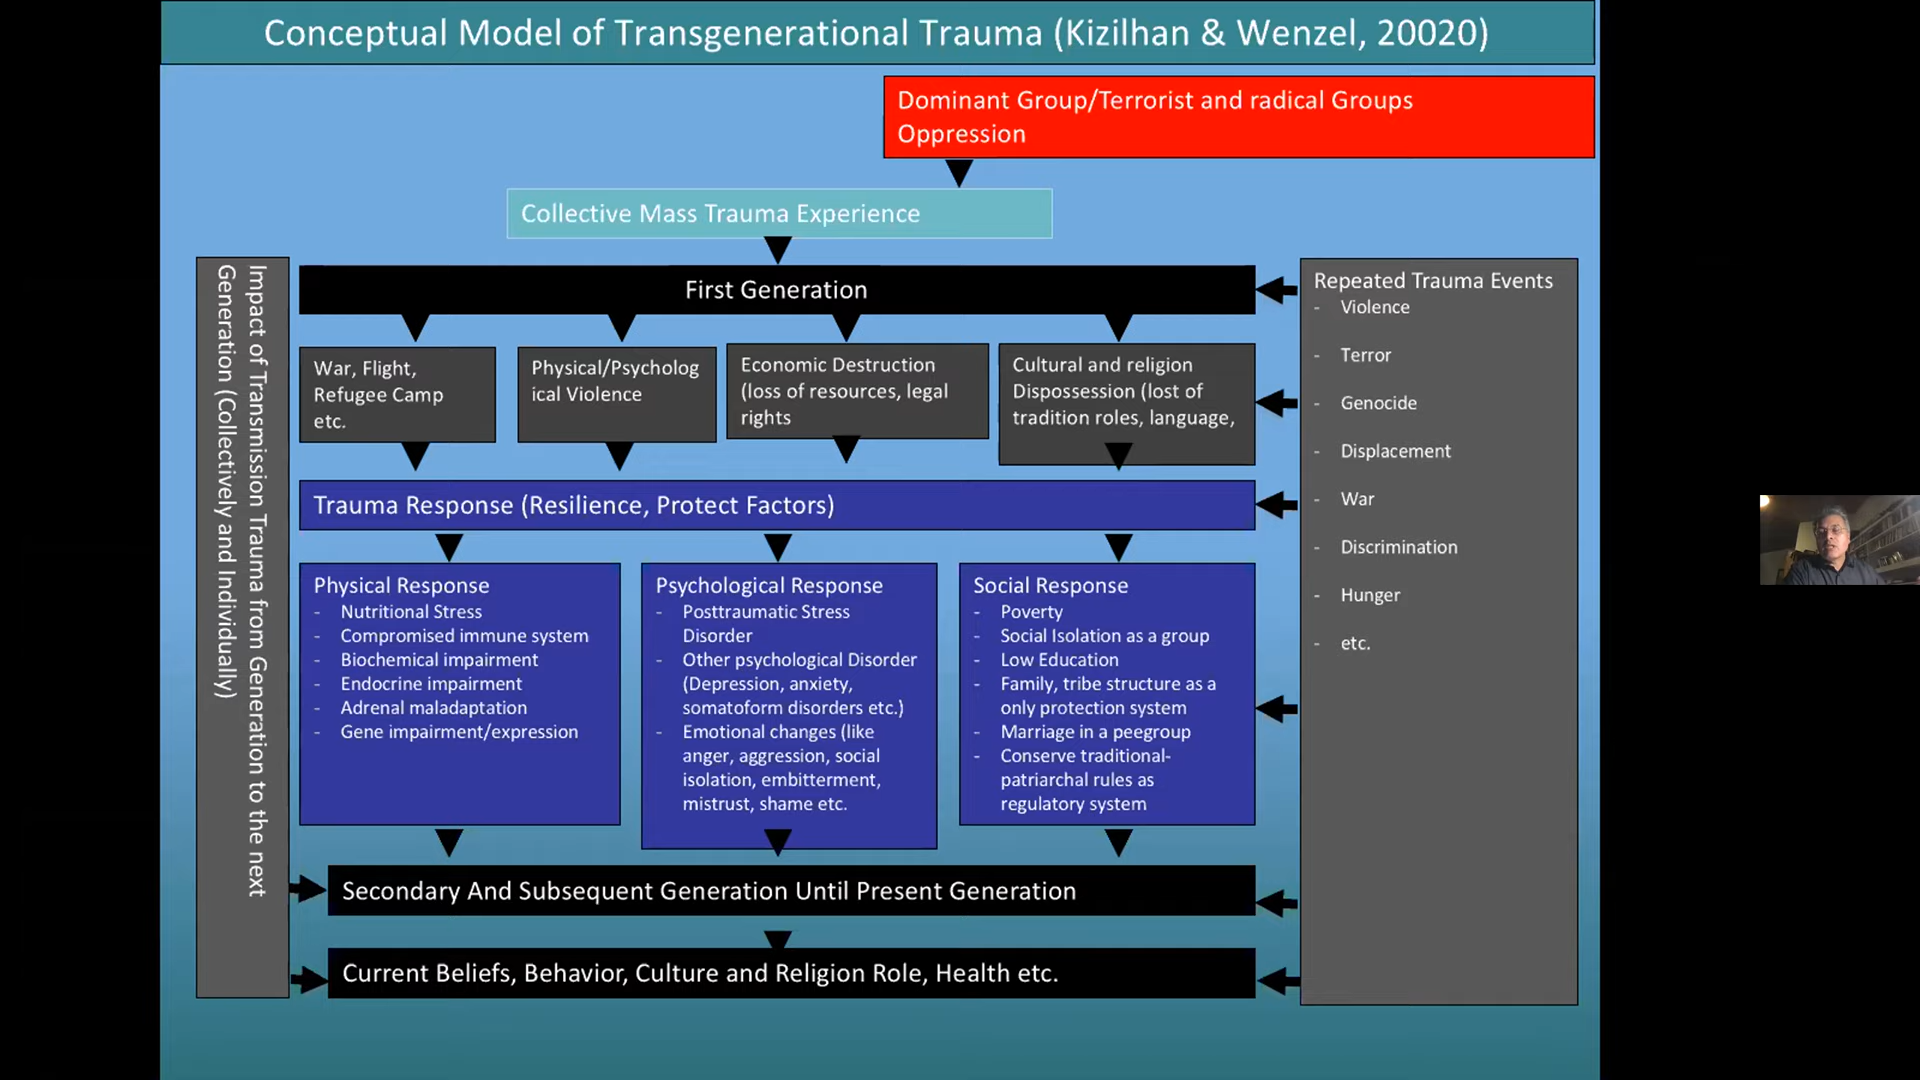 Conceptual Model of Transgenerational Trauma (Kizilhan & Wenzel, 20020)
Dominant Group/Terrorist and radical Groups
Oppression
Collective Mass Trauma Experience
Impact of Transmission Trauma from Generation to the next
Generation (Collectively and Individually)
First Generation
War, Flight,
Refugee Camp
etc.
Physical/Psycholog
ical Violence
Economic Destruction
(loss of resources, legal
rights
Cultural and religion
Dispossession (lost of
tradition roles, language,
Trauma Response (Resilience, Protect Factors)
Physical Response
- Nutritional Stress
- Compromised immune system
- Biochemical impairment
- Endocrine impairment
- Adrenal maladaptation
- Gene impairment/expression
Psychological Response
- Posttraumatic Stress
Disorder
- Other psychological Disorder
(Depression, anxiety,
somatoform disorders etc.)
- Emotional changes (like
anger, aggression, social
isolation, embitterment,
mistrust, shame etc.
Social Response
- Poverty
- Social Isolation as a group
- Low Education
- Family, tribe structure as a
only protection system
- Marriage in a peegroup
- Conserve traditional-
patriarchal rules as
regulatory system
Secondary And Subsequent Generation Until Present Generation
Current Beliefs, Behavior, Culture and Religion Role, Health etc.
Repeated Trauma Events
- Violence
- Terror
- Genocide
- Displacement
- War
- Discrimination
- Hunger
- etc.